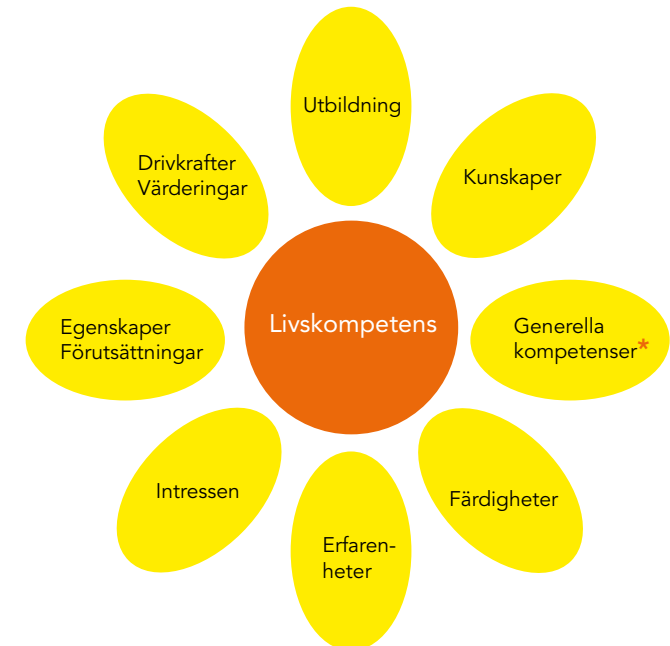 Utbildning
Drivkrafter
Värderingar
Kunskaper
Egenskaper
Förutsättningar
Livskompetens
Generella
kompetenser*
Intressen
Färdigheter
Erfaren-
heter